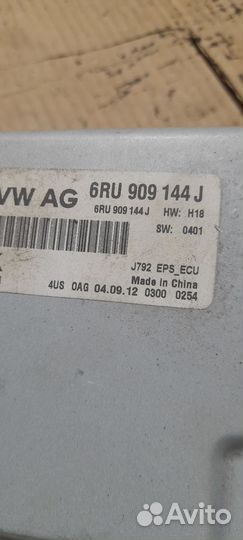 VW AG 6RU 909 144 J
6RU 909 144 J HW: H18
SW: 0401
J792 EPS_ECU
Made in China
4US 0AG 04.09.12 0300 0254
Avito